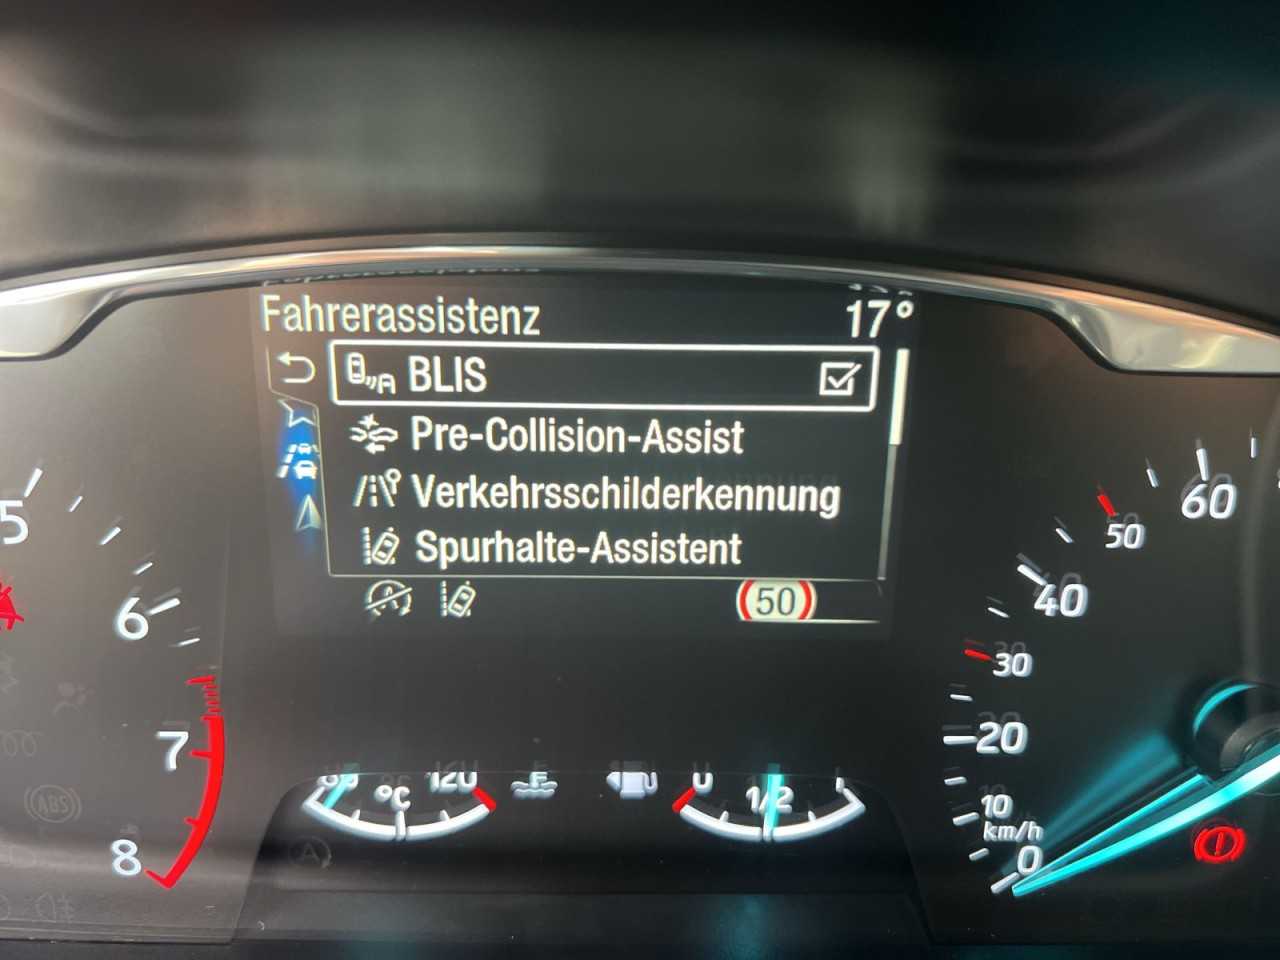 Fahrerassistenz 17°
BLIS
Pre-Collision-Assist
Verkehrsschilderkennung
Spurhalte-Assistent
50
5
6
7
8
60
50
40
30
20
10
km/h
0
°C
120
1/2
ABS
A